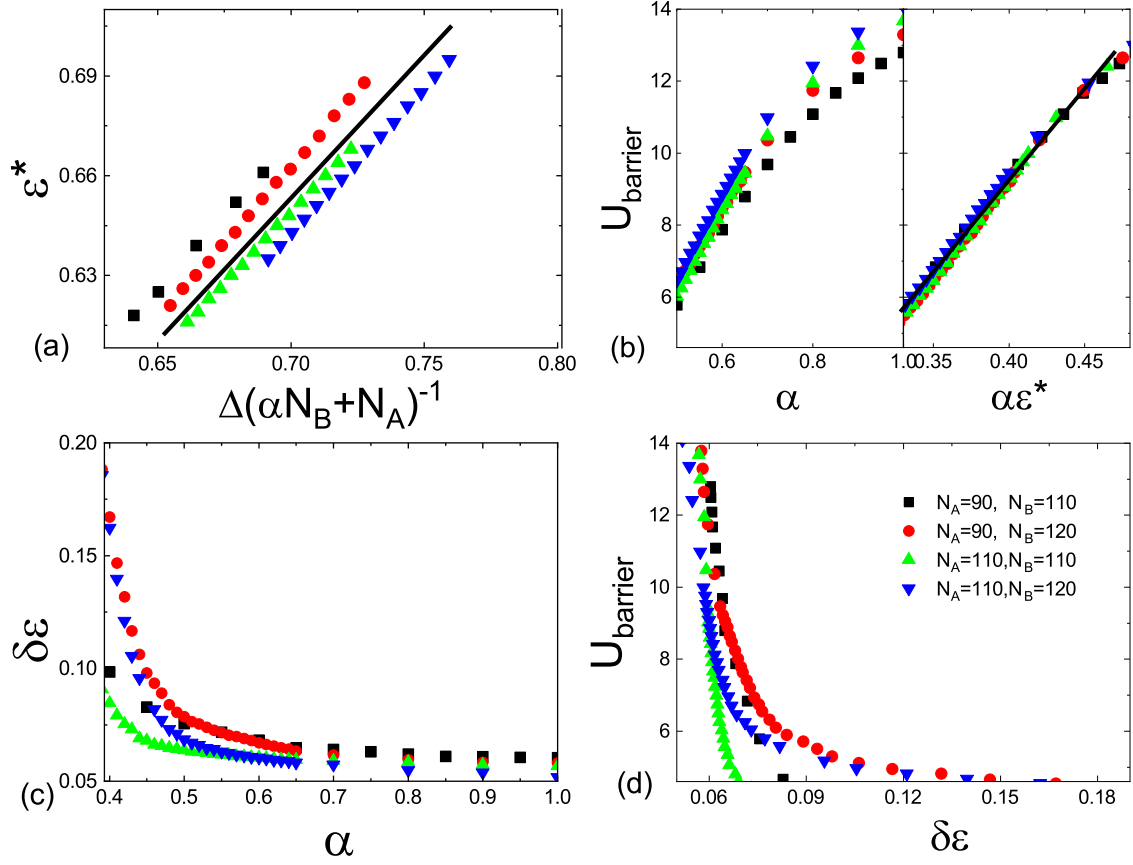 0.69
0.66
0.63
ε*
(a)
0.65 0.70 0.75 0.80
Δ(αN_B+N_A)^-1
14
12
10
8
6
U_barrier
(b)
0.6 0.8 1.0 0.35 0.40 0.45
α αε*
0.20
0.15
0.10
0.05
δε
(c)
0.4 0.5 0.6 0.7 0.8 0.9 1.0
α
14
12
10
8
6
U_barrier
N_A=90, N_B=110
N_A=90, N_B=120
N_A=110,N_B=110
N_A=110,N_B=120
(d)
0.06 0.09 0.12 0.15 0.18
δε